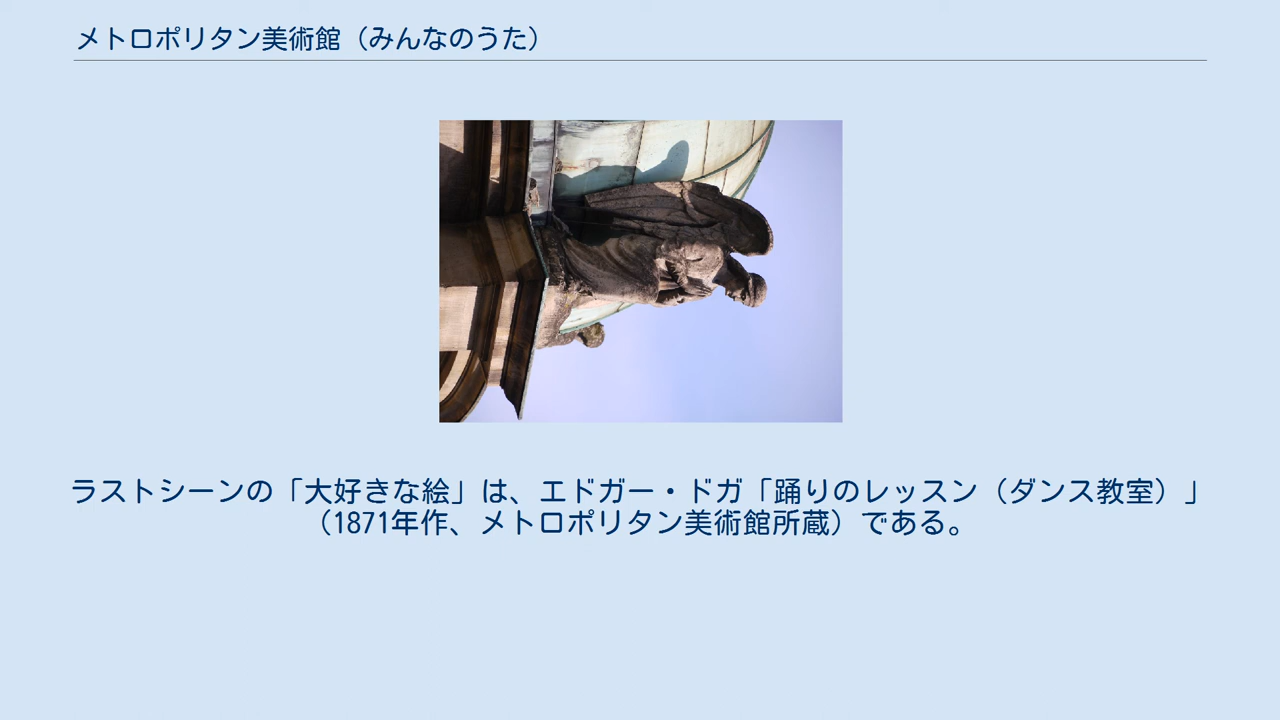 メトロポリタン美術館（みんなのうた）
ラストシーンの「大好きな絵」は、エドガー・ドガ「踊りのレッスン（ダンス教室）」
（1871年作、メトロポリタン美術館所蔵）である。